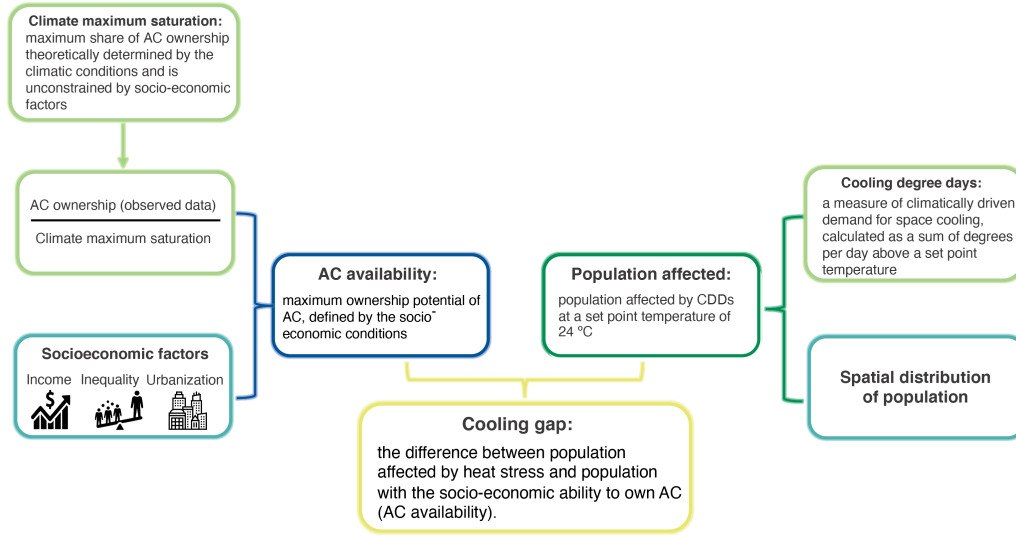 Climate maximum saturation:
maximum share of AC ownership
theoretically determined by the
climatic conditions and is
unconstrained by socio-economic
factors
AC ownership (observed data)
Climate maximum saturation
Socioeconomic factors
Income Inequality Urbanization
$
AC availability:
maximum ownership potential of
AC, defined by the socio-
economic conditions
Population affected:
population affected by CDDs
at a set point temperature of
24 ºC
Cooling degree days:
a measure of climatically driven
demand for space cooling,
calculated as a sum of degrees
per day above a set point
temperature
Spatial distribution
of population
Cooling gap:
the difference between population
affected by heat stress and population
with the socio-economic ability to own AC
(AC availability).